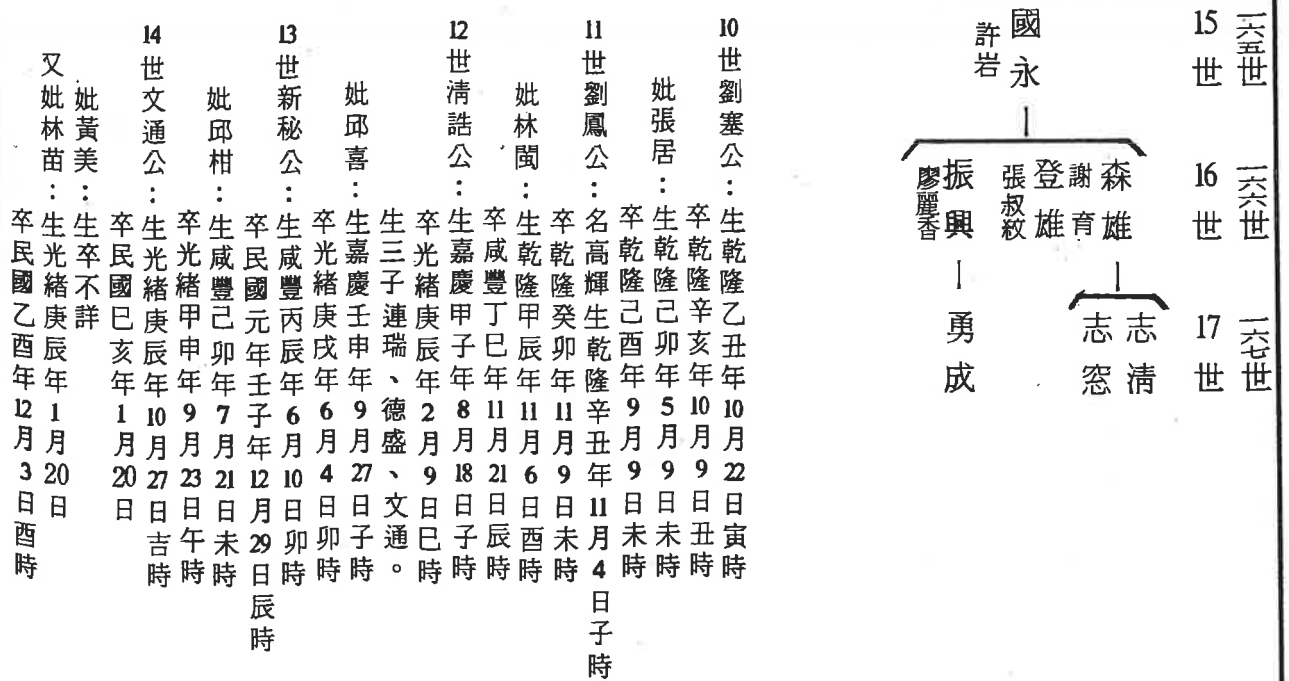 一六五世
15世
國永
許岩
一六六世
16世
森雄
謝育
登雄
張叔敉
振興
廖麗香
一六七世
17世
志清
志窓
勇成
10世劉塞公：生乾隆乙丑年10月22日寅時
卒乾隆辛亥年10月9日丑時
妣張居：生乾隆己卯年5月9日未時
卒乾隆己酉年9月9日未時
11世劉鳳公：名高輝生乾隆辛丑年11月4日子時
卒乾隆癸卯年11月9日未時
妣林閩：生乾隆甲辰年11月6日酉時
卒咸豐丁巳年11月21日辰時
12世清誥公：生嘉慶甲子年8月18日子時
卒光緒庚辰年2月9日巳時
生三子連瑞、德盛、文通。
妣邱喜：生嘉慶壬申年9月27日子時
卒光緒庚戌年6月4日卯時
13世新秘公：生咸豐丙辰年6月10日卯時
卒民國元年壬子年12月29日辰時
妣邱柑：生咸豐己卯年7月21日未時
卒光緒甲申年9月23日午時
14世文通公：生光緒庚辰年10月27日吉時
卒民國巳亥年1月20日
妣黃美：生卒不詳
又妣林苗：生光緒庚辰年1月20日
卒民國乙酉年12月3日酉時